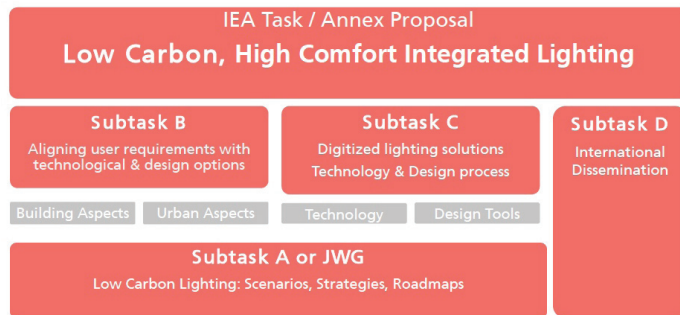 IEA Task / Annex Proposal
Low Carbon, High Comfort Integrated Lighting
Subtask B
Aligning user requirements with
technological & design options
Subtask C
Digitized lighting solutions
Technology & Design process
Subtask D
International
Dissemination
Building Aspects
Urban Aspects
Technology
Design Tools
Subtask A or JWG
Low Carbon Lighting: Scenarios, Strategies, Roadmaps